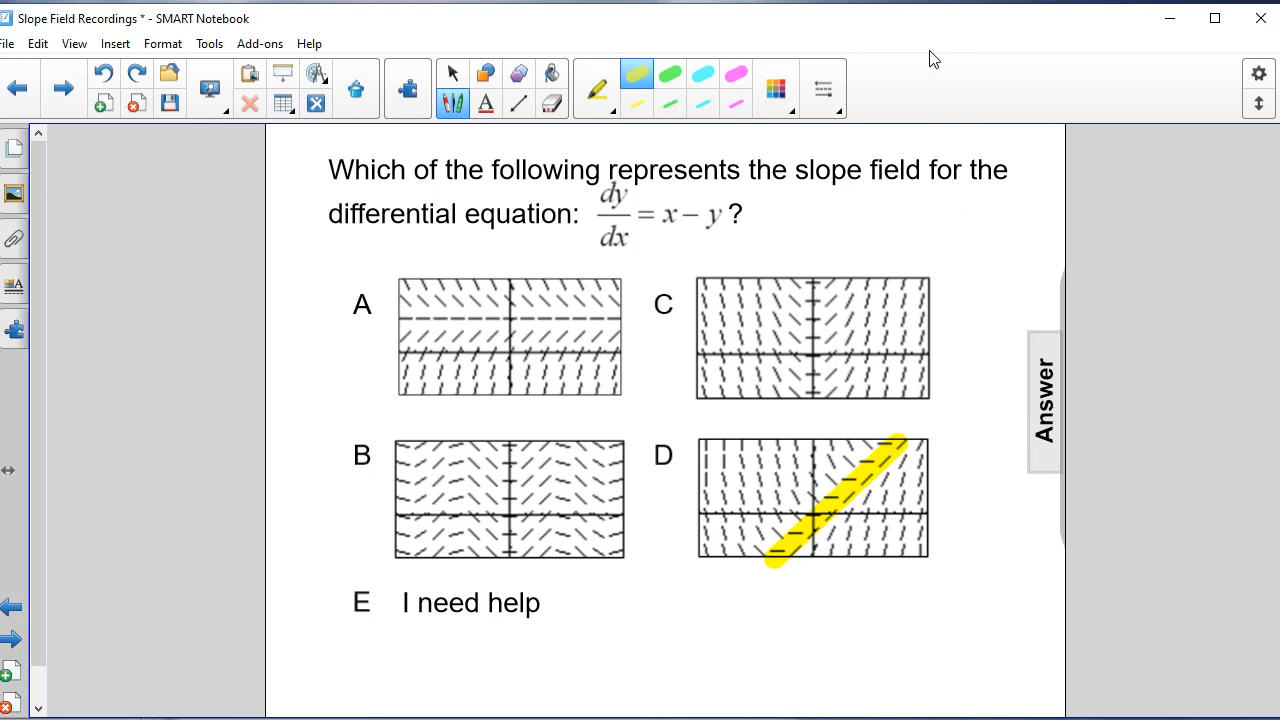 Slope Field Recordings * - SMART Notebook
File Edit View Insert Format Tools Add-ons Help
Which of the following represents the slope field for the
differential equation: dy/dx = x – y ?
A
C
B
D
E I need help
Answer